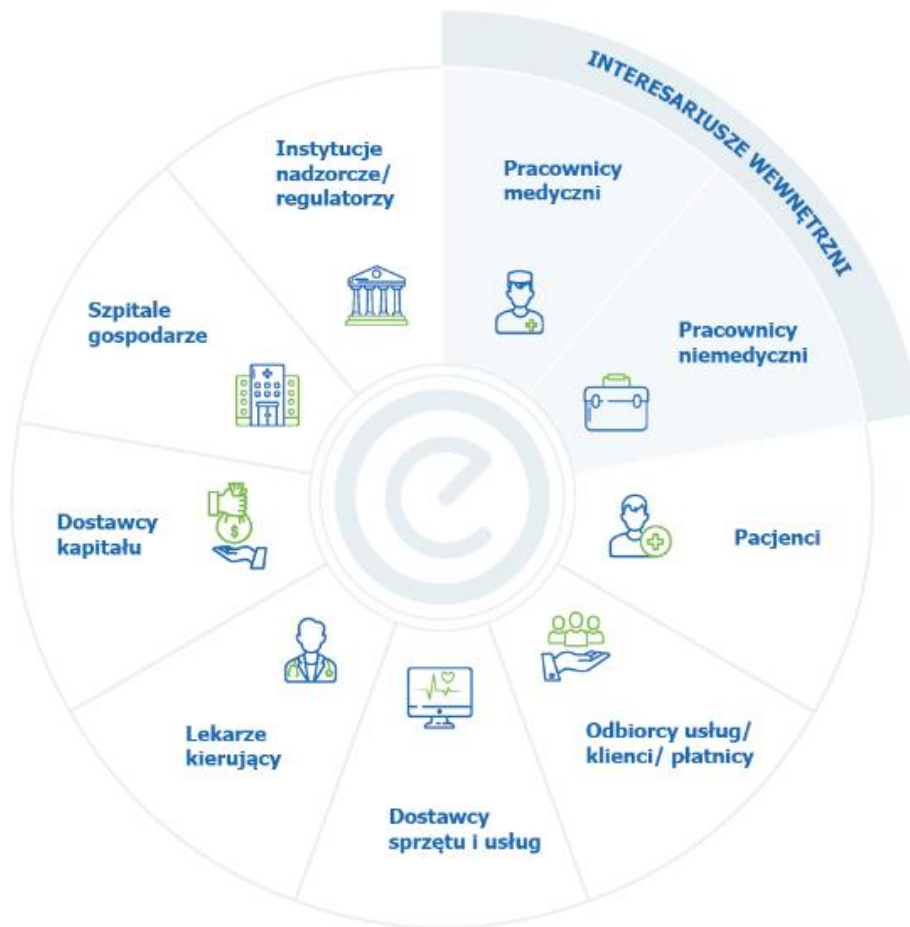 INTERESARIUSZE WEWNĘTRZNI
Instytucje
nadzorcze/
regulatorzy
Pracownicy
medyczni
Szpitale
gospodarze
Pracownicy
niemedyczni
Dostawcy
kapitału
$
Pacjenci
Lekarze
kierujący
Odbiorcy usług/
klienci/ płatnicy
Dostawcy
sprzętu i usług